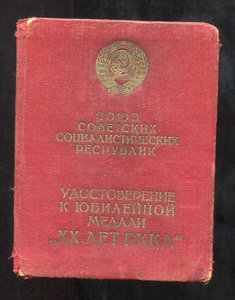 СОЮЗ
СОВЕТСКИХ
СОЦИАЛИСТИЧЕСКИХ
РЕСПУБЛИК
УДОСТОВЕРЕНИЕ
К ЮБИЛЕЙНОЙ
МЕДАЛИ
„XX ЛЕТ РККА"